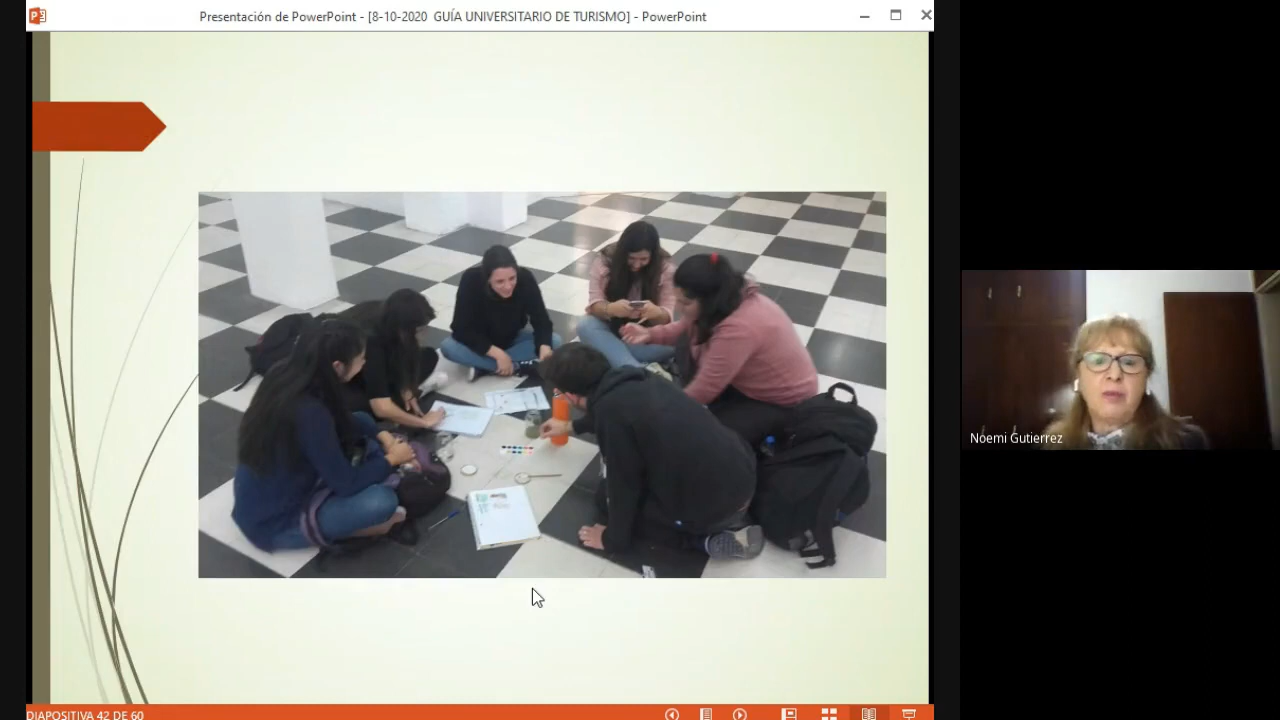 Presentación de PowerPoint - [8-10-2020 GUÍA UNIVERSITARIO DE TURISMO] - PowerPoint
Noemi Gutierrez
DIAPOSITIVA 42 DE 60